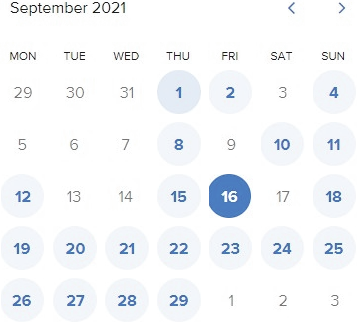 September 2021
MON TUE WED THU FRI SAT SUN
29 30 31 1 2 3 4
5 6 7 8 9 10 11
12 13 14 15 16 17 18
19 20 21 22 23 24 25
26 27 28 29 1 2 3